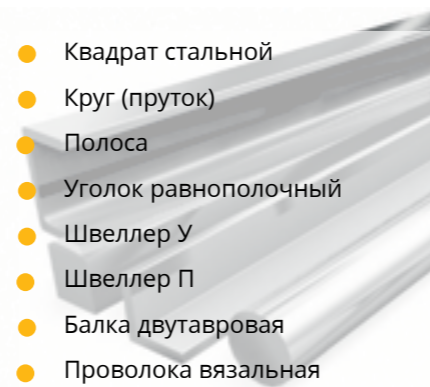 Квадрат стальной
Круг (пруток)
Полоса
Уголок равнополочный
Швеллер У
Швеллер П
Балка двутавровая
Проволока вязальная